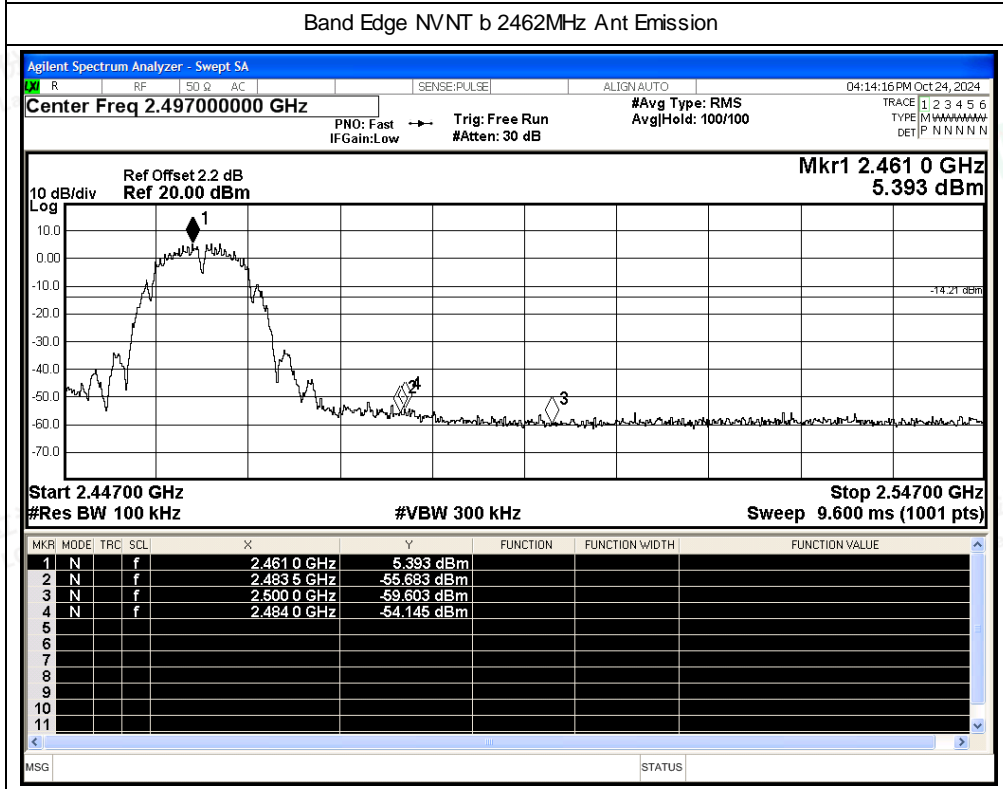 Band Edge NVNT b 2462MHz Ant Emission
Agilent Spectrum Analyzer - Swept SA
LXI R RF 50 Ω AC SENSE:PULSE ALIGN AUTO 04:14:16 PM Oct 24, 2024
Center Freq 2.497000000 GHz #Avg Type: RMS TRACE 1 2 3 4 5 6
PNO: Fast Trig: Free Run Avg|Hold: 100/100 TYPE M WWWWW
IFGain:Low #Atten: 30 dB DET P N N N N N
Mkr1 2.461 0 GHz
Ref Offset 2.2 dB
10 dB/div Ref 20.00 dBm 5.393 dBm
Log
1
10.0
0.00
-10.0
-14.21 dBm
-20.0
-30.0
-40.0
2 4
-50.0
3
-60.0
-70.0
Start 2.44700 GHz Stop 2.54700 GHz
#Res BW 100 kHz #VBW 300 kHz Sweep 9.600 ms (1001 pts)
MKR MODE TRC SCL X Y FUNCTION FUNCTION WIDTH FUNCTION VALUE
1 N f 2.461 0 GHz 5.393 dBm
2 N f 2.483 5 GHz -55.683 dBm
3 N f 2.500 0 GHz -59.603 dBm
4 N f 2.484 0 GHz -54.145 dBm
5
6
7
8
9
10
11
MSG STATUS